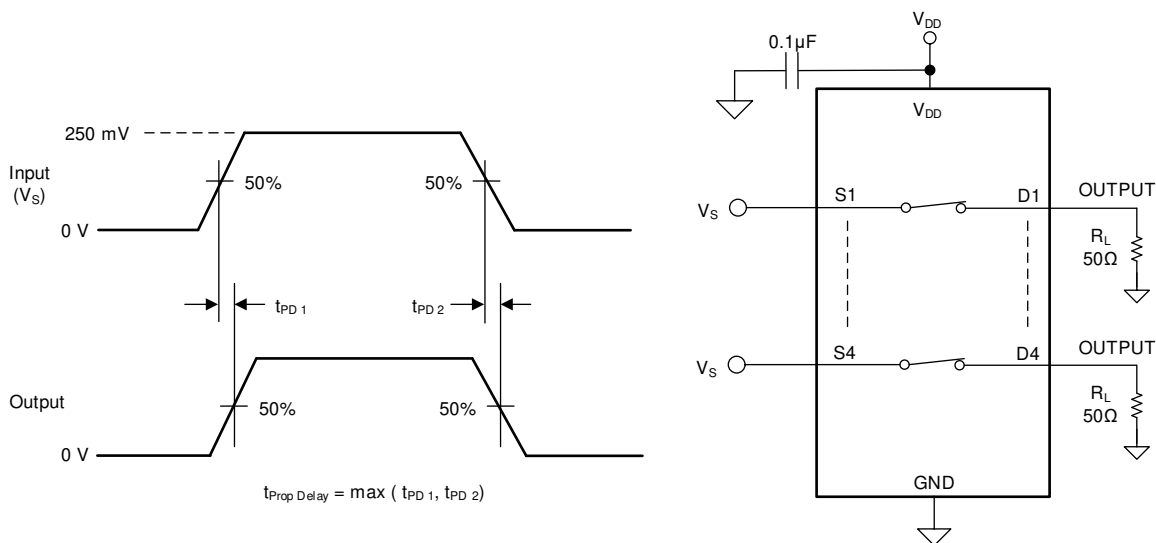 250 mV
Input
(VS)
50%
50%
0 V
tPD 1
tPD 2
Output
50%
50%
0 V
tProp Delay = max ( tPD 1, tPD 2)
VDD
0.1µF
VDD
VS
S1
D1
OUTPUT
RL
50Ω
VS
S4
D4
OUTPUT
RL
50Ω
GND